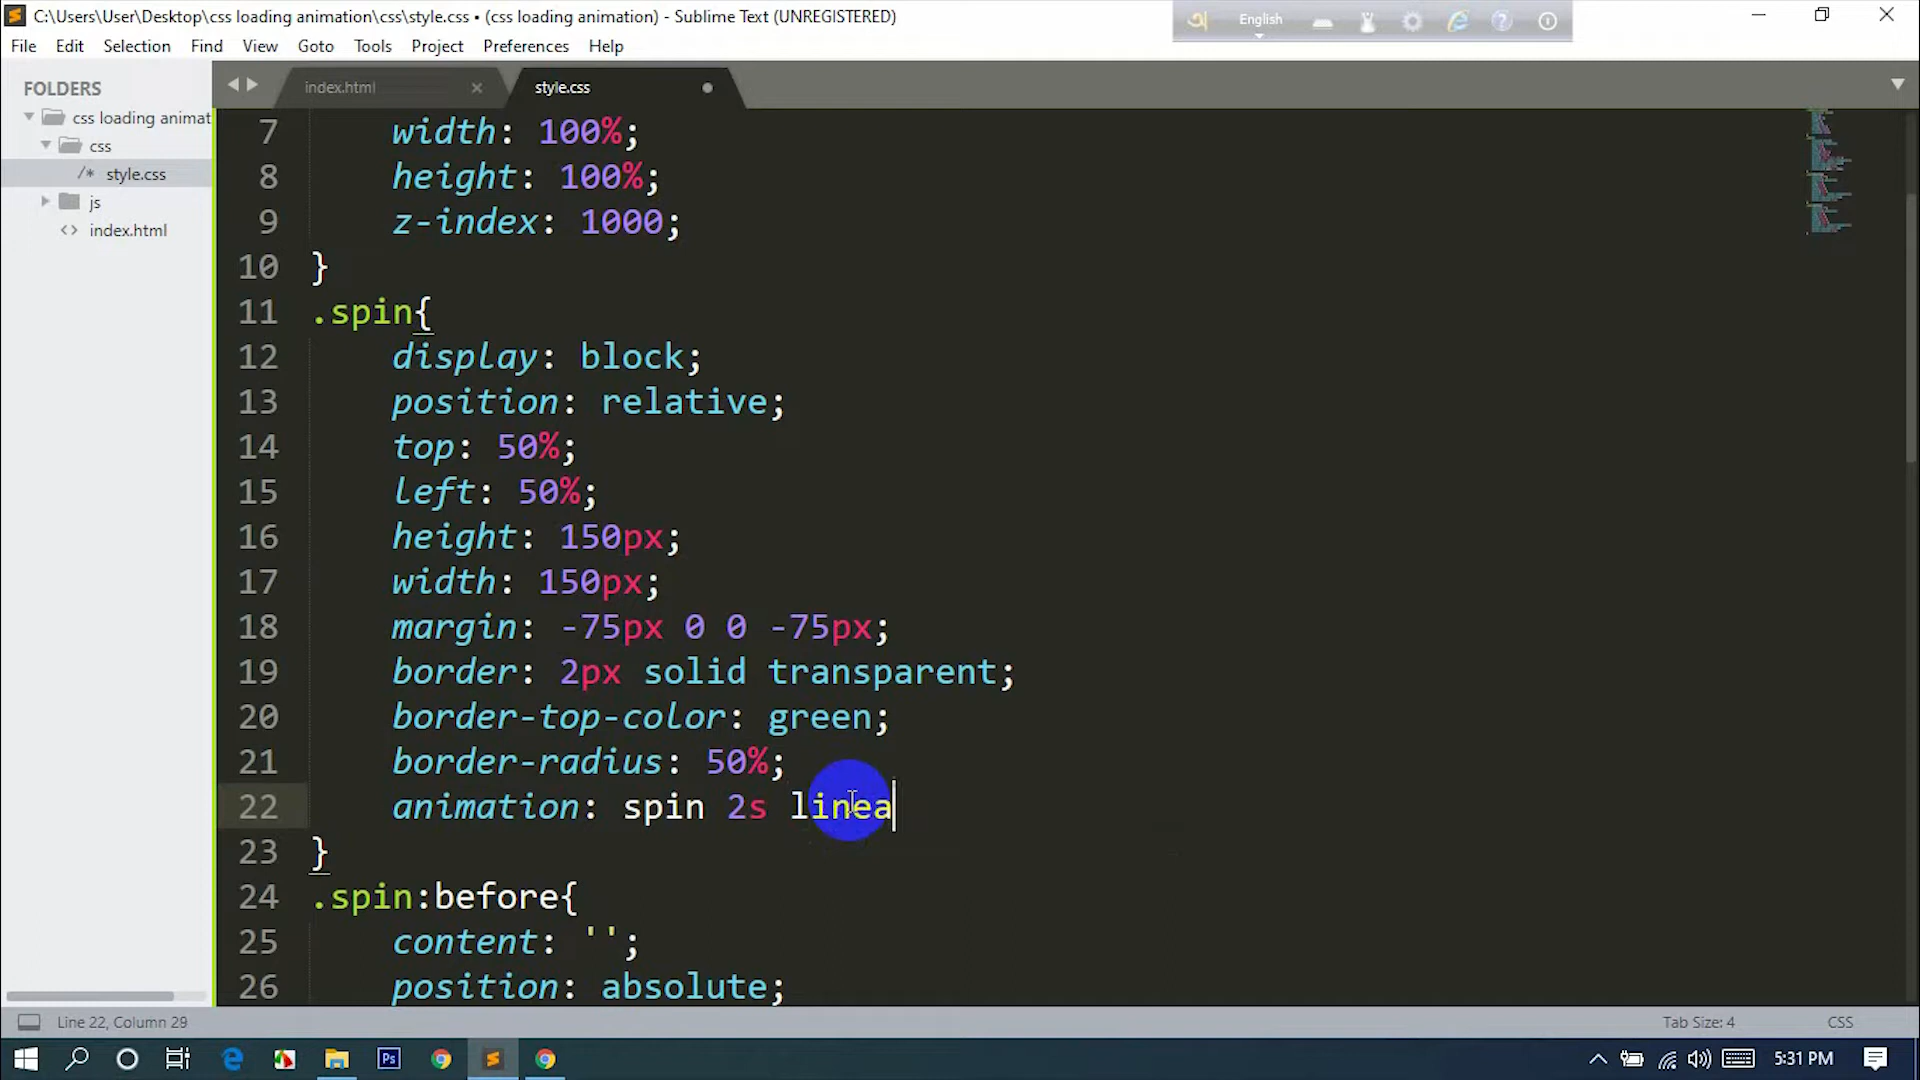 C:\Users\User\Desktop\css loading animation\css\style.css • (css loading animation) - Sublime Text (UNREGISTERED)
English
File Edit Selection Find View Goto Tools Project Preferences Help
FOLDERS
css loading animat
css
/* style.css
js
<> index.html
index.html ×
style.css
7 width: 100%;
8 height: 100%;
9 z-index: 1000;
10 }
11 .spin{
12 display: block;
13 position: relative;
14 top: 50%;
15 left: 50%;
16 height: 150px;
17 width: 150px;
18 margin: -75px 0 0 -75px;
19 border: 2px solid transparent;
20 border-top-color: green;
21 border-radius: 50%;
22 animation: spin 2s linea
23 }
24 .spin:before{
25 content: '';
26 position: absolute;
Line 22, Column 29
Tab Size: 4
CSS
Ps
5:31 PM